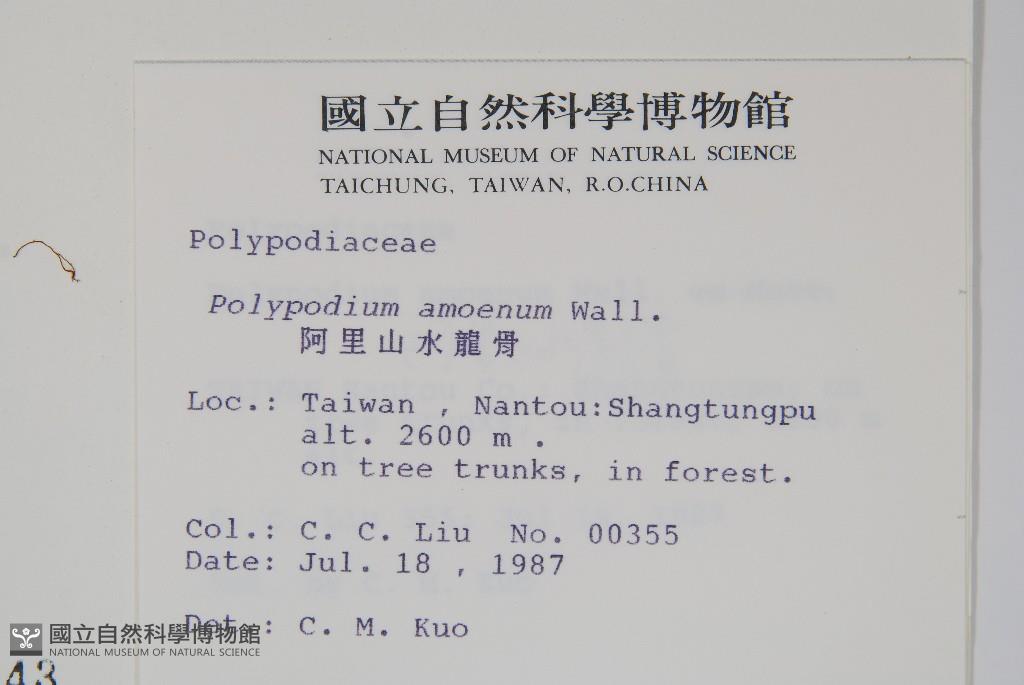 國立自然科學博物館
NATIONAL MUSEUM OF NATURAL SCIENCE
TAICHUNG, TAIWAN, R.O.CHINA
Polypodiaceae
Polypodium amoenum Wall.
阿里山水龍骨
Loc.: Taiwan , Nantou:Shangtungpu
alt. 2600 m .
on tree trunks, in forest.
Col.: C. C. Liu No. 00355
Date: Jul. 18 , 1987
Det.: C. M. Kuo
國立自然科學博物館
NATIONAL MUSEUM OF NATURAL SCIENCE
43